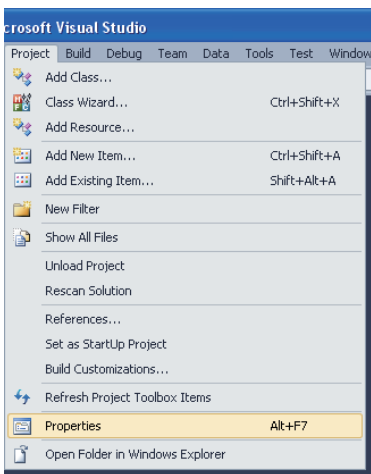 crosoft Visual Studio
Project Build Debug Team Data Tools Test Window
Add Class...
Class Wizard... Ctrl+Shift+X
Add Resource...
Add New Item... Ctrl+Shift+A
Add Existing Item... Shift+Alt+A
New Filter
Show All Files
Unload Project
Rescan Solution
References...
Set as StartUp Project
Build Customizations...
Refresh Project Toolbox Items
Properties Alt+F7
Open Folder in Windows Explorer